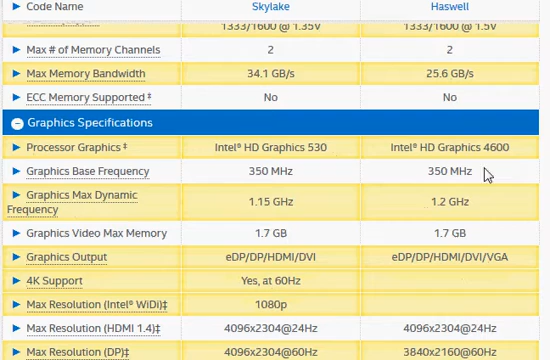 Code Name Skylake Haswell
1333/1600 @ 1.35V 1333/1600 @ 1.5V
Max # of Memory Channels 2 2
Max Memory Bandwidth 34.1 GB/s 25.6 GB/s
ECC Memory Supported ‡ No No
Graphics Specifications
Processor Graphics ‡ Intel® HD Graphics 530 Intel® HD Graphics 4600
Graphics Base Frequency 350 MHz 350 MHz
Graphics Max Dynamic
Frequency 1.15 GHz 1.2 GHz
Graphics Video Max Memory 1.7 GB 1.7 GB
Graphics Output eDP/DP/HDMI/DVI eDP/DP/HDMI/DVI/VGA
4K Support Yes, at 60Hz
Max Resolution (Intel® WiDi)‡ 1080p
Max Resolution (HDMI 1.4)‡ 4096x2304@24Hz 4096x2304@24Hz
Max Resolution (DP)‡ 4096x2304@60Hz 3840x2160@60Hz